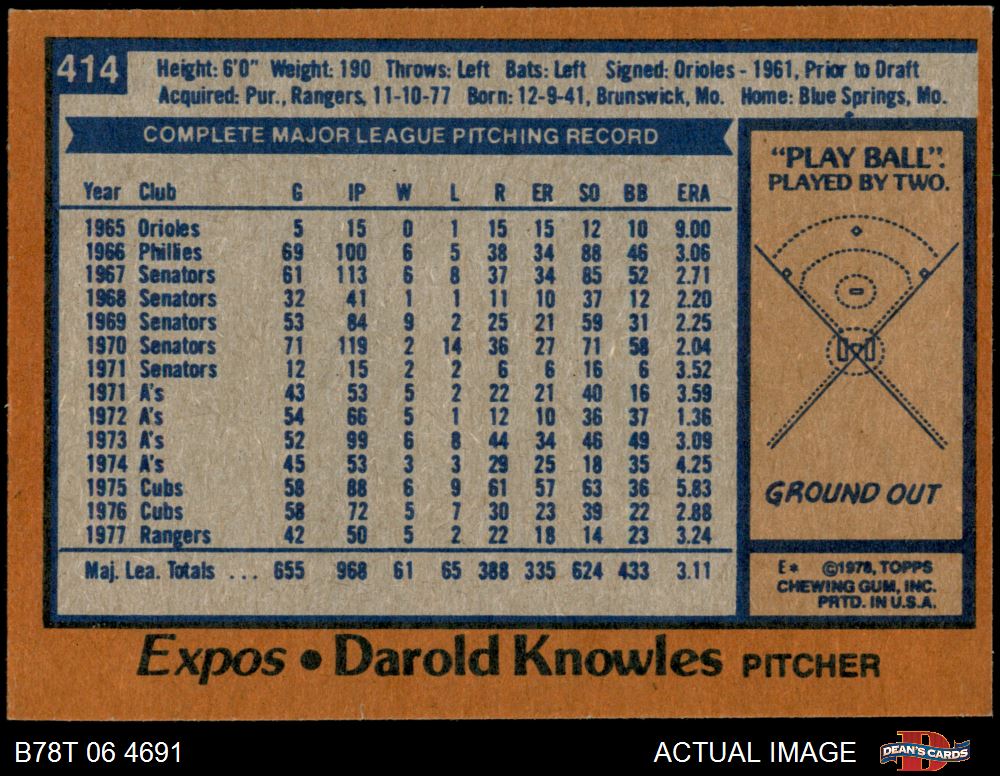 414
Height: 6'0" Weight: 190 Throws: Left Bats: Left Signed: Orioles - 1961, Prior to Draft
Acquired: Pur., Rangers, 11-10-77 Born: 12-9-41, Brunswick, Mo. Home: Blue Springs, Mo.
COMPLETE MAJOR LEAGUE PITCHING RECORD
Year Club G IP W L R ER SO BB ERA
1965 Orioles 5 15 0 1 15 15 12 10 9.00
1966 Phillies 69 100 6 5 38 34 88 46 3.06
1967 Senators 61 113 6 8 37 34 85 52 2.71
1968 Senators 32 41 1 1 11 10 37 12 2.20
1969 Senators 53 84 9 2 25 21 59 31 2.25
1970 Senators 71 119 2 14 36 27 71 58 2.04
1971 Senators 12 15 2 2 6 6 16 6 3.52
1971 A's 43 53 5 2 22 21 40 16 3.59
1972 A's 54 66 5 1 12 10 36 37 1.36
1973 A's 52 99 6 8 44 34 46 49 3.09
1974 A's 45 53 3 3 29 25 18 35 4.25
1975 Cubs 58 88 6 9 61 57 63 36 5.83
1976 Cubs 58 72 5 7 30 23 39 22 2.88
1977 Rangers 42 50 5 2 22 18 14 23 3.24
Maj. Lea. Totals ... 655 968 61 65 388 335 624 433 3.11
"PLAY BALL".
PLAYED BY TWO.
GROUND OUT
E* ©1978, TOPPS
CHEWING GUM, INC.
PRTD. IN U.S.A.
Expos • Darold Knowles PITCHER
B78T 06 4691
ACTUAL IMAGE
DEAN'S CARDS